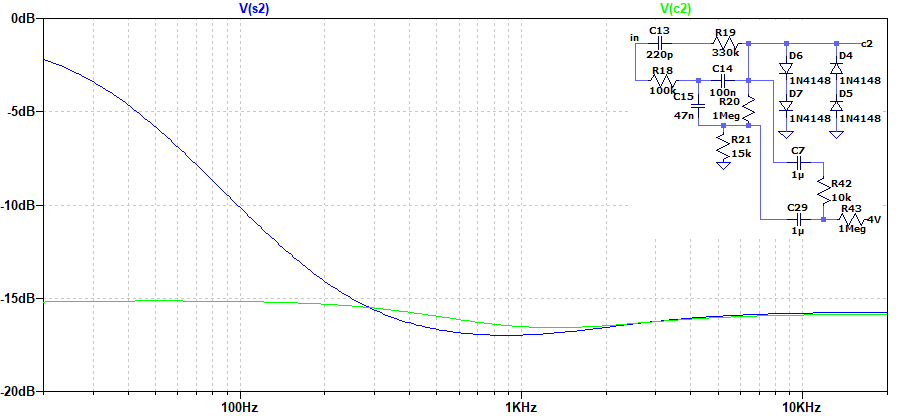 V(s2) V(c2)
0dB
-5dB
-10dB
-15dB
-20dB
100Hz 1KHz 10KHz
in C13 R19 c2
220p 330k
D6 D4
R18 C14 1N4148 1N4148
100k 100n
C15 R20 D7 D5
47n 1Meg 1N4148 1N4148
R21
15k
C7
1µ
R42
10k
C29 R43
-4V
1µ 1Meg